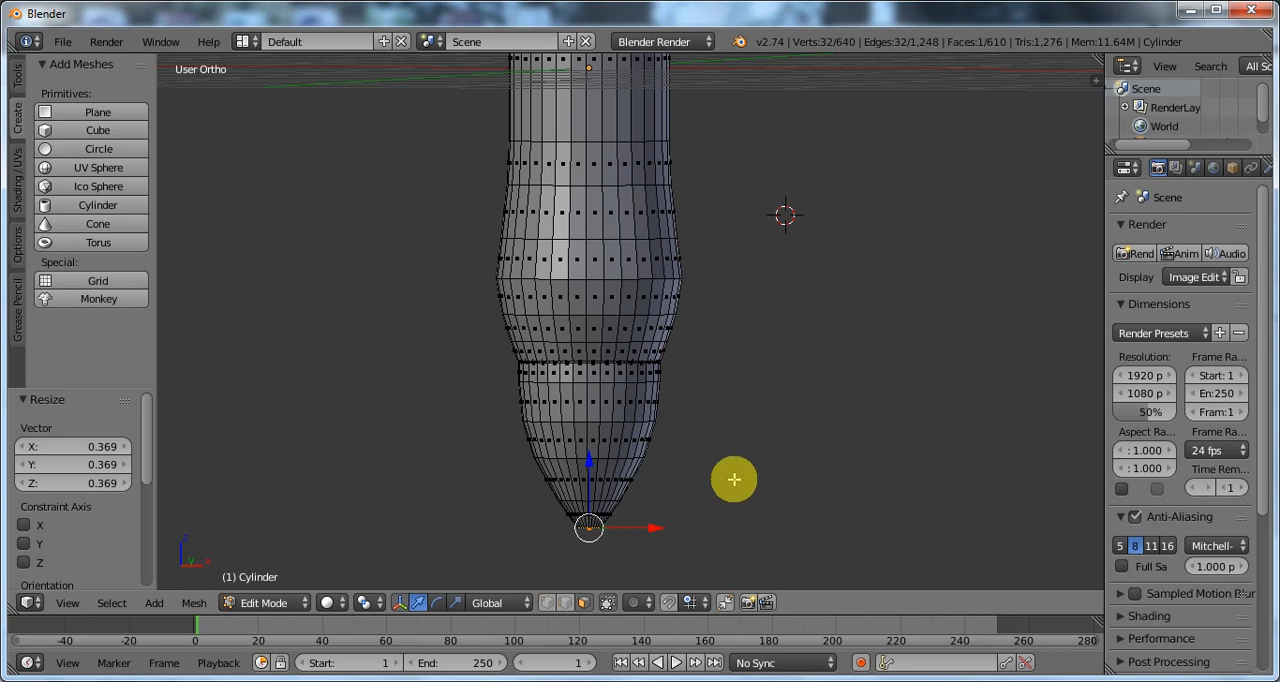 Blender
File Render Window Help Default Scene Blender Render v2.74 | Verts:32/640 | Edges:32/1,248 | Faces:1/610 | Tris:1,276 | Mem:11.64M | Cylinder
Tools
Create
Shading / UVs
Options
Grease Pencil
Add Meshes
Primitives:
Plane
Cube
Circle
UV Sphere
Ico Sphere
Cylinder
Cone
Torus
Special:
Grid
Monkey
Resize
Vector
X: 0.369
Y: 0.369
Z: 0.369
Constraint Axis
X
Y
Z
Orientation
User Ortho
z
y
x
(1) Cylinder
View Select Add Mesh Edit Mode Global
-40 -20 0 20 40 60 80 100 120 140 160 180 200 220 240 260 280
View Marker Frame Playback Start: 1 End: 250 1 No Sync
View Search All Sc
Scene
RenderLay
World
Scene
Render
Rend Anim Audio
Display Image Edit
Dimensions
Render Presets
Resolution: Frame Ra...
1920 p Start: 1
1080 p En:250
50% Fram:1
Aspect Ra... Frame Ra...
: 1.000 24 fps
: 1.000 Time Rem...
1
Anti-Aliasing
5 8 11 16 Mitchell-
Full Sa 1.000 p
Sampled Motion Blur
Shading
Performance
Post Processing